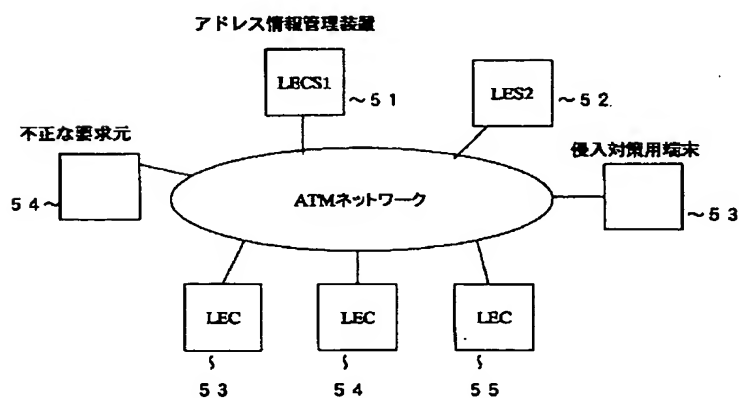 アドレス情報管理装置
LECS1
～５１
LES2
～５２
不正な要求元
侵入対策用端末
５４～
ATMネットワーク
～５３
LEC
LEC
LEC
５３
５４
５５